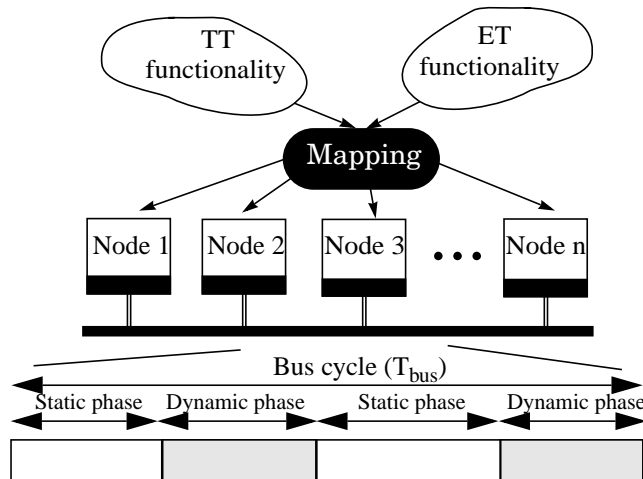 TT
functionality
ET
functionality
Mapping
Node 1
Node 2
Node 3
Node n
Bus cycle (T_bus)
Static phase
Dynamic phase
Static phase
Dynamic phase